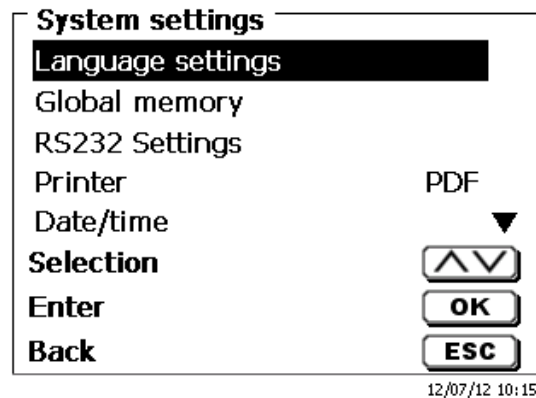 System settings
Language settings
Global memory
RS232 Settings
Printer PDF
Date/time
Selection
Enter OK
Back ESC
12/07/12 10:15